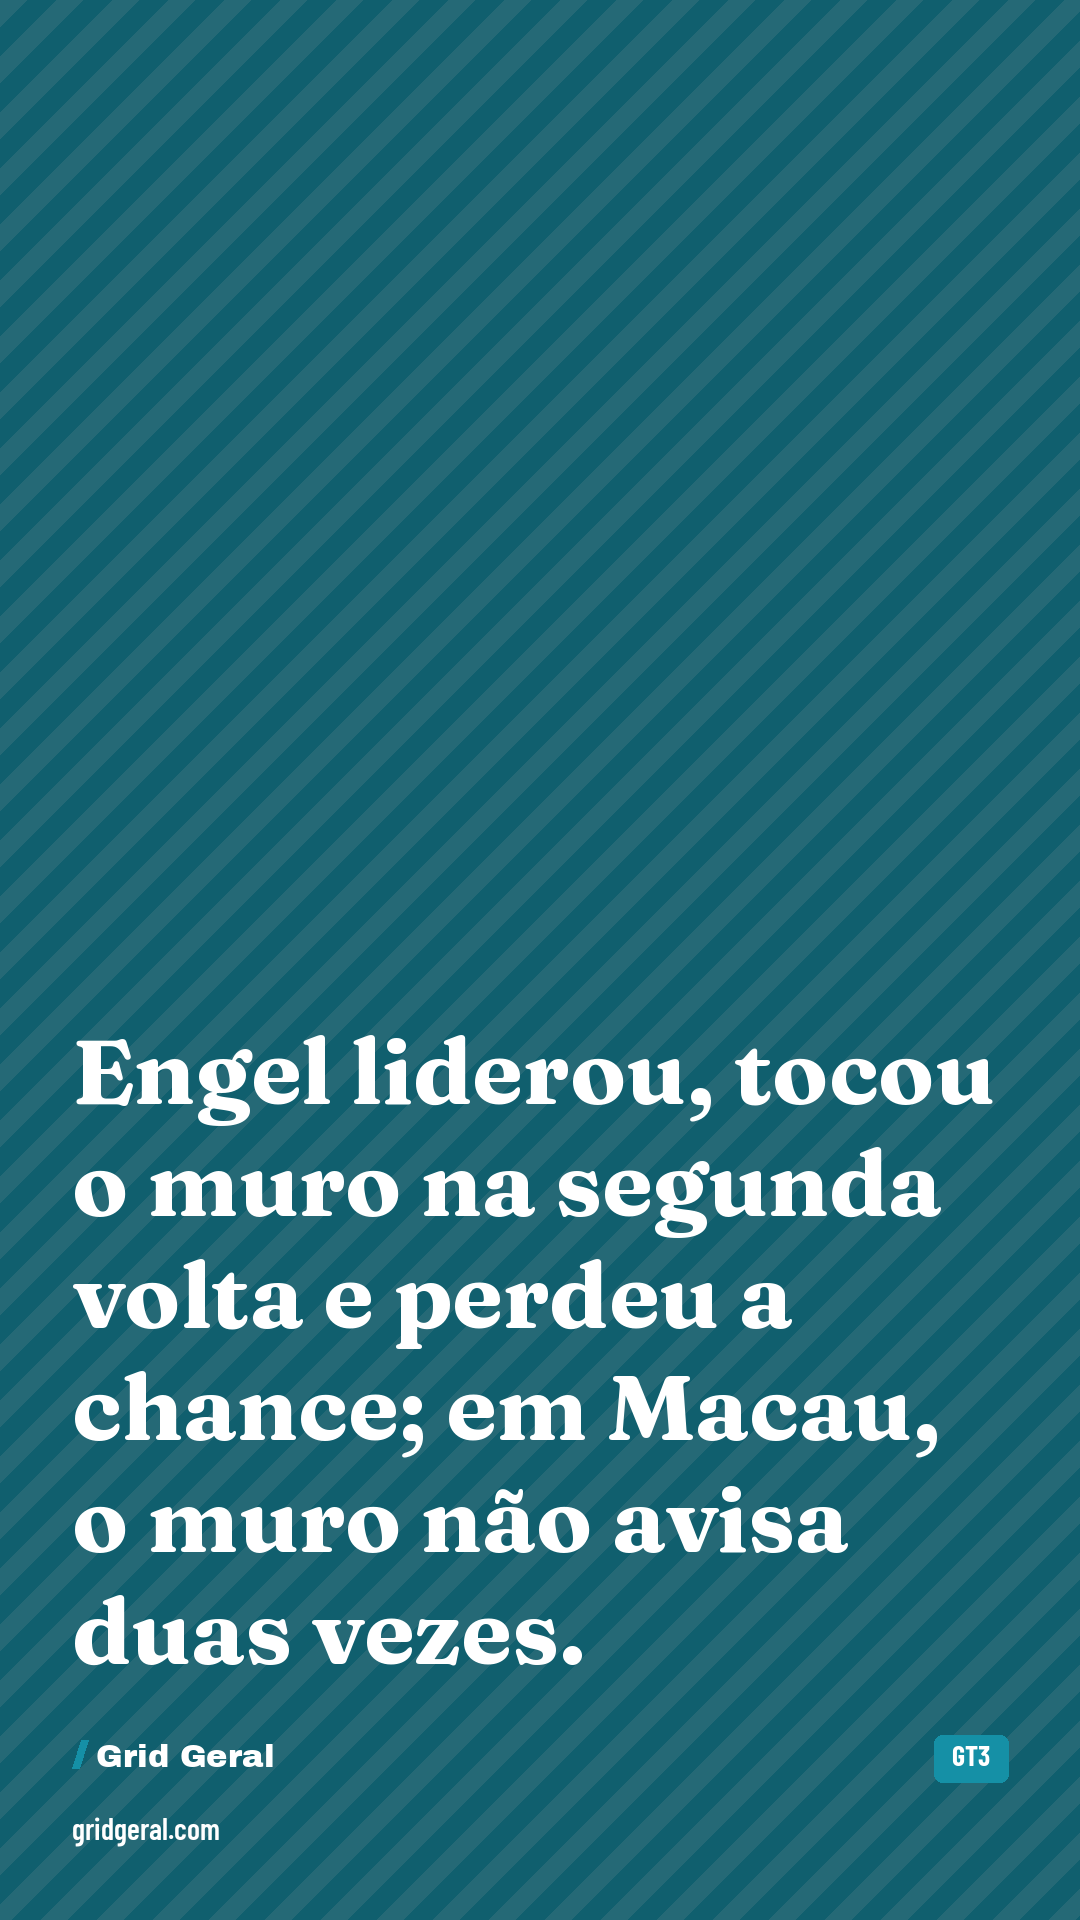 Engel liderou, tocou
o muro na segunda
volta e perdeu a
chance; em Macau,
o muro não avisa
duas vezes.
/ Grid Geral
GT3
gridgeral.com